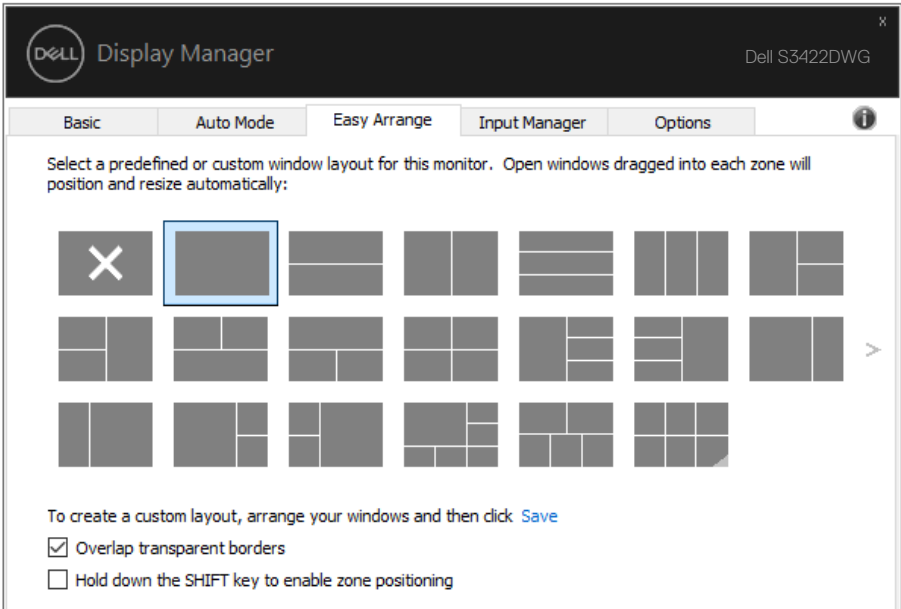 x
DELL Display Manager
Dell S3422DWG
Basic Auto Mode Easy Arrange Input Manager Options i
Select a predefined or custom window layout for this monitor. Open windows dragged into each zone will
position and resize automatically:
>
To create a custom layout, arrange your windows and then click Save
Overlap transparent borders
Hold down the SHIFT key to enable zone positioning